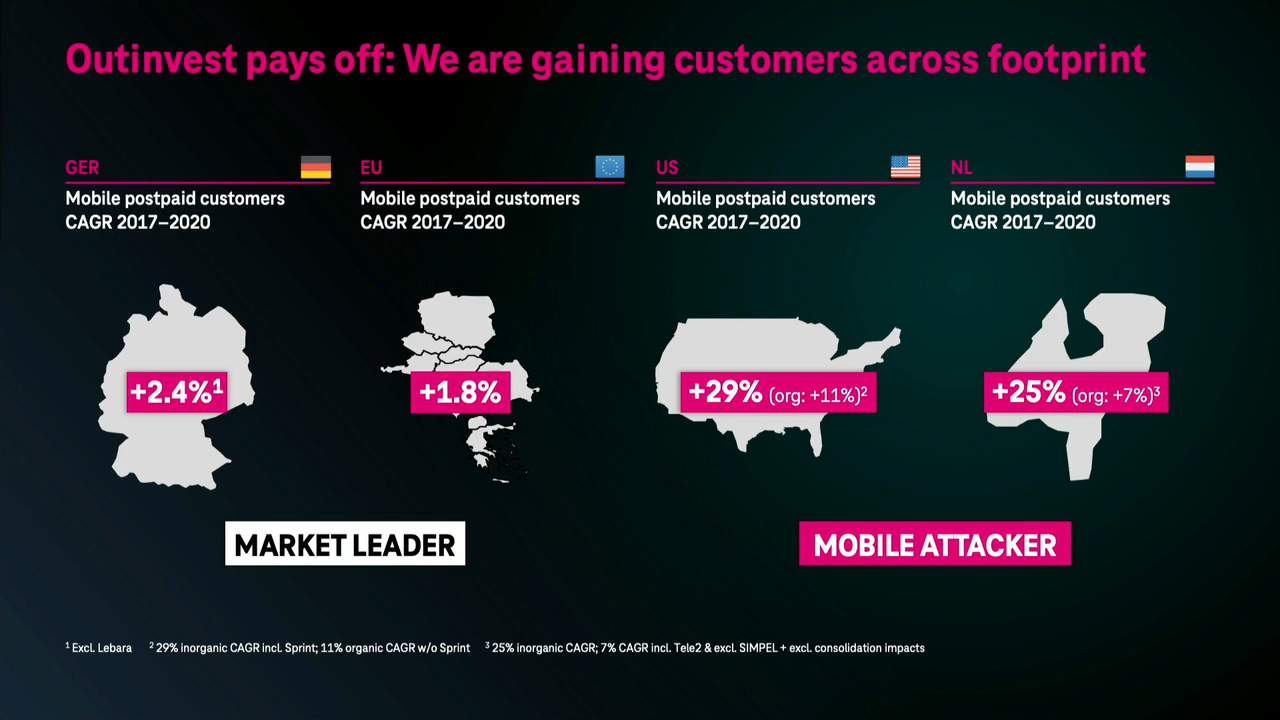 Outinvest pays off: We are gaining customers across footprint
GER
Mobile postpaid customers
CAGR 2017–2020
+2.4%¹
EU
Mobile postpaid customers
CAGR 2017–2020
+1.8%
US
Mobile postpaid customers
CAGR 2017–2020
+29% (org: +11%)²
NL
Mobile postpaid customers
CAGR 2017–2020
+25% (org: +7%)³
MARKET LEADER
MOBILE ATTACKER
¹ Excl. Lebara ² 29% inorganic CAGR incl. Sprint; 11% organic CAGR w/o Sprint ³ 25% inorganic CAGR; 7% CAGR incl. Tele2 & excl. SIMPEL + excl. consolidation impacts